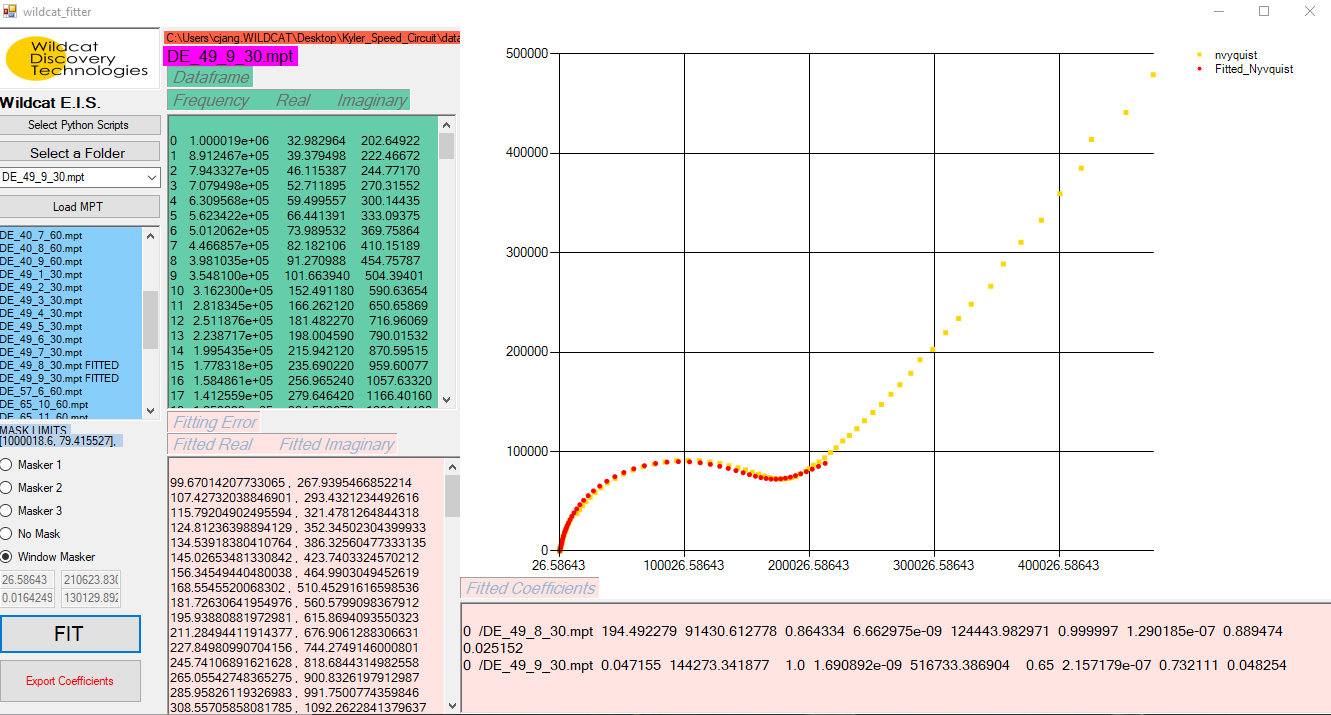 wildcat_fitter
Wildcat
Discovery
Technologies
Wildcat E.I.S.
Select Python Scripts
Select a Folder
DE_49_9_30.mpt
Load MPT
DE_40_7_60.mpt
DE_40_8_60.mpt
DE_40_9_60.mpt
DE_49_1_30.mpt
DE_49_2_30.mpt
DE_49_3_30.mpt
DE_49_4_30.mpt
DE_49_5_30.mpt
DE_49_6_30.mpt
DE_49_7_30.mpt
DE_49_8_30.mpt FITTED
DE_49_9_30.mpt FITTED
DE_57_6_60.mpt
DE_65_10_60.mpt
DE_65_11_60.mpt
MASK LIMITS
[1000018.6, 79.415527],
Masker 1
Masker 2
Masker 3
No Mask
Window Masker
26.58643 210623.830
0.0164249 130129.892
FIT
Export Coefficients
C:\Users\cjang.WILDCAT\Desktop\Kyler_Speed_Circuit\data
DE_49_9_30.mpt
Dataframe
Frequency Real Imaginary
0 1.000019e+06 32.982964 202.64922
1 8.912467e+05 39.379498 222.46672
2 7.943327e+05 46.115387 244.77170
3 7.079498e+05 52.711895 270.31552
4 6.309568e+05 59.499557 300.14435
5 5.623422e+05 66.441391 333.09375
6 5.012062e+05 73.989532 369.75864
7 4.466857e+05 82.182106 410.15189
8 3.981035e+05 91.270988 454.75787
9 3.548100e+05 101.663940 504.39401
10 3.162300e+05 152.491180 590.63654
11 2.818345e+05 166.262120 650.65869
12 2.511876e+05 181.482270 716.96069
13 2.238717e+05 198.004590 790.01532
14 1.995435e+05 215.942120 870.59515
15 1.778318e+05 235.690220 959.60077
16 1.584861e+05 256.965240 1057.63320
17 1.412559e+05 279.646420 1166.40160
Fitting Error
Fitted Real Fitted Imaginary
99.67014207733065 , 267.9395466852214
107.42732038846901 , 293.4321234492616
115.79204902495594 , 321.4781264844318
124.81236398894129 , 352.34502304399933
134.53918380410764 , 386.32560477333135
145.02653481330842 , 423.7403324570212
156.34549440480038 , 464.9903049452619
168.5545520068302 , 510.45291616598536
181.72630641954976 , 560.5799098367912
195.93880881972981 , 615.8694093550323
211.28494411914377 , 676.9061288306631
227.84980990704156 , 744.2749146000801
245.74106891621628 , 818.6844314982558
265.05542748365275 , 900.8326197912987
285.95826119326983 , 991.7500774359846
308.55705858081785 , 1092.2622841379637
500000
400000
300000
200000
100000
0
26.58643 100026.58643 200026.58643 300026.58643 400026.58643
nvyquist
Fitted_Nyvquist
Fitted Coefficients
0 /DE_49_8_30.mpt 194.492279 91430.612778 0.864334 6.662975e-09 124443.982971 0.999997 1.290185e-07 0.889474
0.025152
0 /DE_49_9_30.mpt 0.047155 144273.341877 1.0 1.690892e-09 516733.386904 0.65 2.157179e-07 0.732111 0.048254